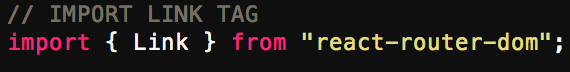 // IMPORT LINK TAG
import { Link } from "react-router-dom";